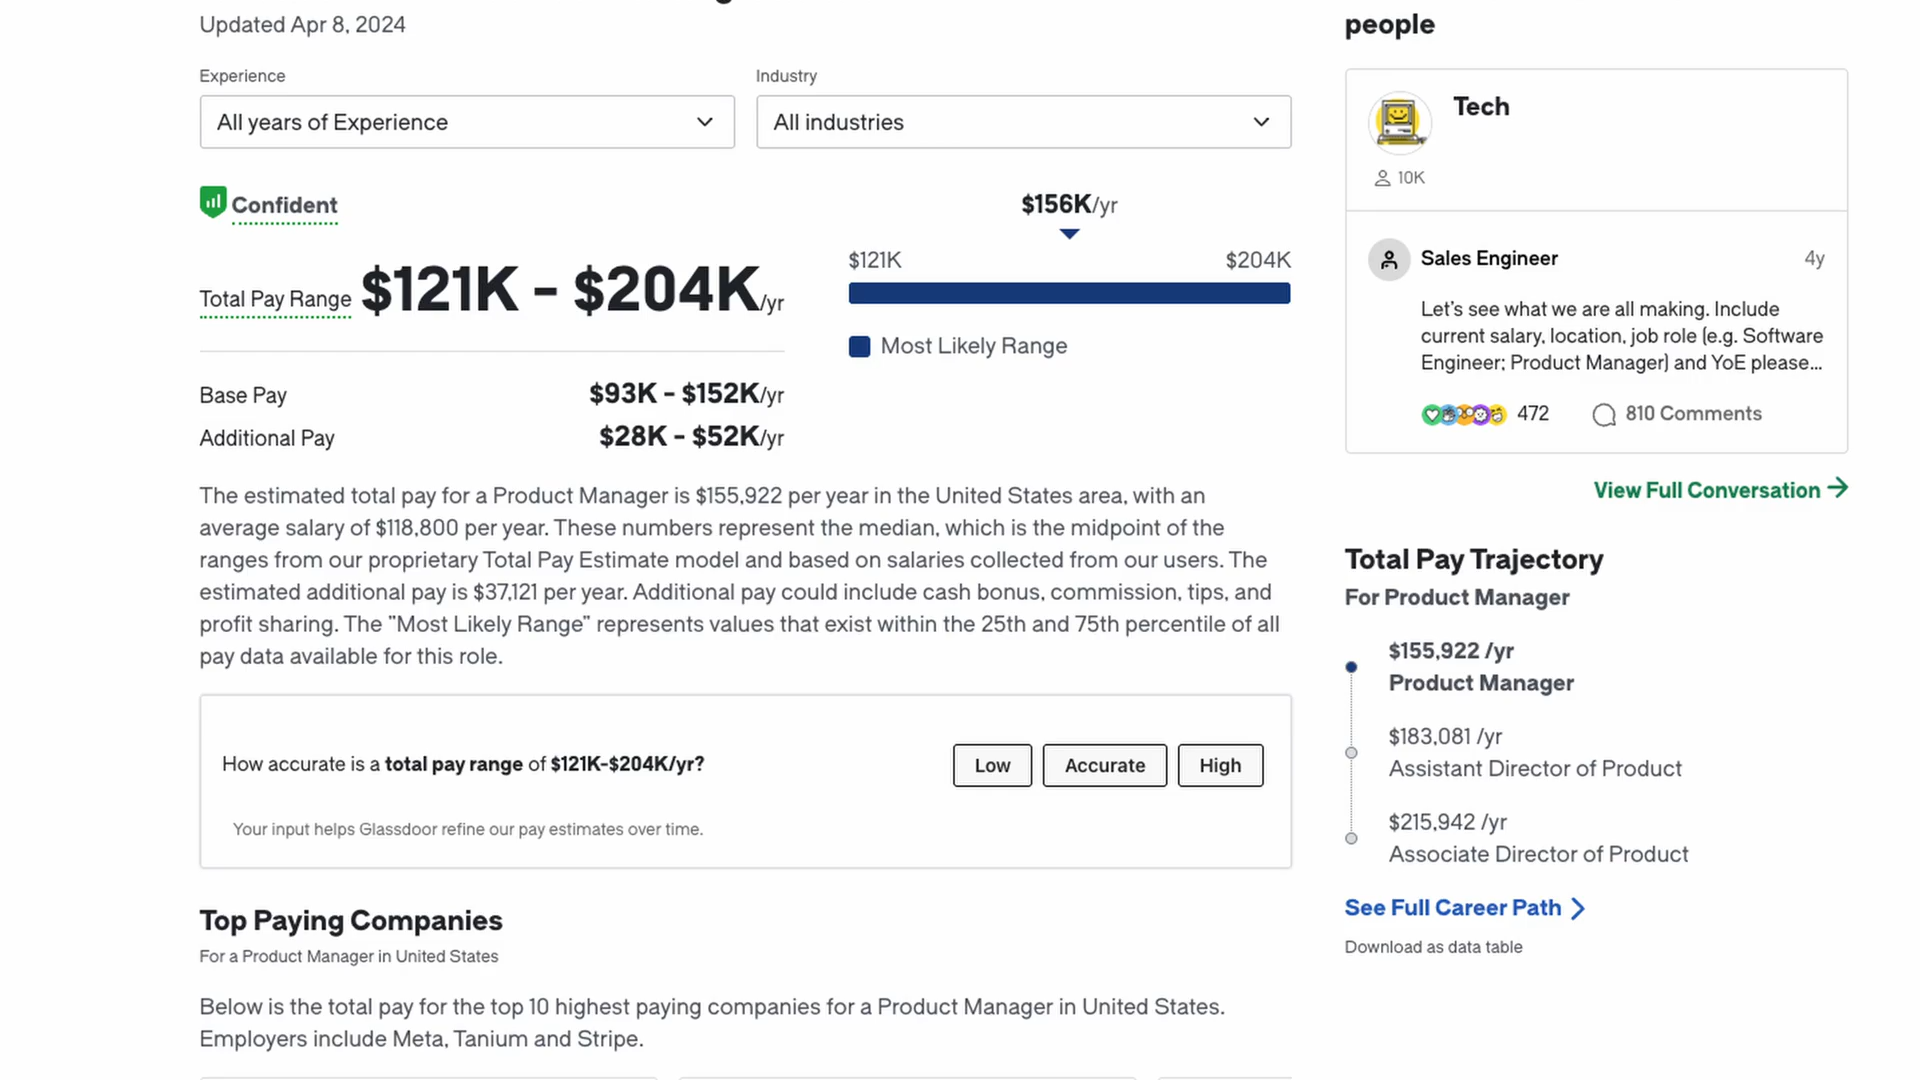 Updated Apr 8, 2024
Experience
Industry
All years of Experience
All industries
Confident
Total Pay Range $121K - $204K/yr
$156K/yr
$121K $204K
Most Likely Range
Base Pay $93K - $152K/yr
Additional Pay $28K - $52K/yr
The estimated total pay for a Product Manager is $155,922 per year in the United States area, with an
average salary of $118,800 per year. These numbers represent the median, which is the midpoint of the
ranges from our proprietary Total Pay Estimate model and based on salaries collected from our users. The
estimated additional pay is $37,121 per year. Additional pay could include cash bonus, commission, tips, and
profit sharing. The "Most Likely Range" represents values that exist within the 25th and 75th percentile of all
pay data available for this role.
How accurate is a total pay range of $121K-$204K/yr?
Low Accurate High
Your input helps Glassdoor refine our pay estimates over time.
Top Paying Companies
For a Product Manager in United States
Below is the total pay for the top 10 highest paying companies for a Product Manager in United States.
Employers include Meta, Tanium and Stripe.
people
Tech
10K
Sales Engineer 4y
Let's see what we are all making. Include
current salary, location, job role (e.g. Software
Engineer; Product Manager) and YoE please...
472 810 Comments
View Full Conversation
Total Pay Trajectory
For Product Manager
$155,922 /yr
Product Manager
$183,081 /yr
Assistant Director of Product
$215,942 /yr
Associate Director of Product
See Full Career Path
Download as data table